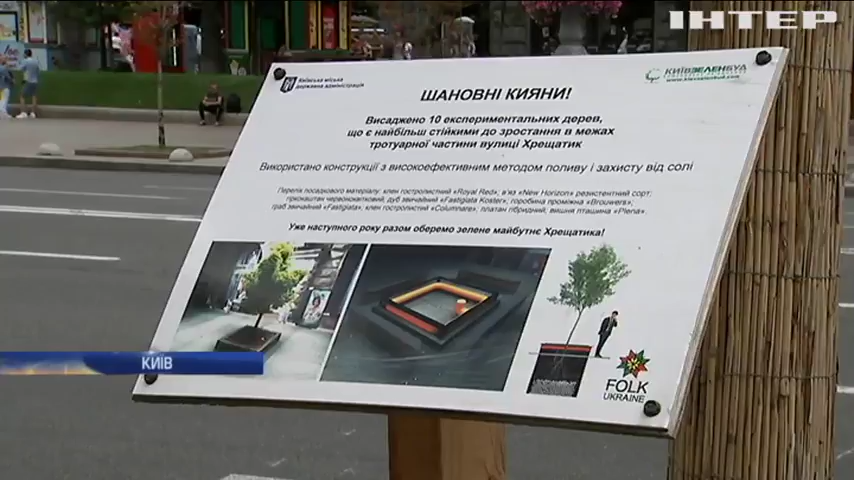 ІНТЕР
Київська міська
державна адміністрація
КИЇВЗЕЛЕНБУД
ШАНОВНІ КИЯНИ!
Висаджено 10 експериментальних дерев,
що є найбільш стійкими до зростання в межах
тротуарної частини вулиці Хрещатик
Використано конструкції з високоефективним методом поливу і захисту від солі
Перелік посадкового матеріалу: клен гостролистний «Royal Red»; в'яз «New Horizon» резистентний сорт;
гіркокаштан червоноквітковий, дуб звичайний «Fastigiata Koster»; горобина проміжна «Brouwers»;
граб звичайний «Fastigiata», клен гостролистний «Columnare»; платан гібридний; вишня пташина «Plena».
Уже наступного року разом оберемо зелене майбутнє Хрещатика!
КИЇВ
FOLK
UKRAINE